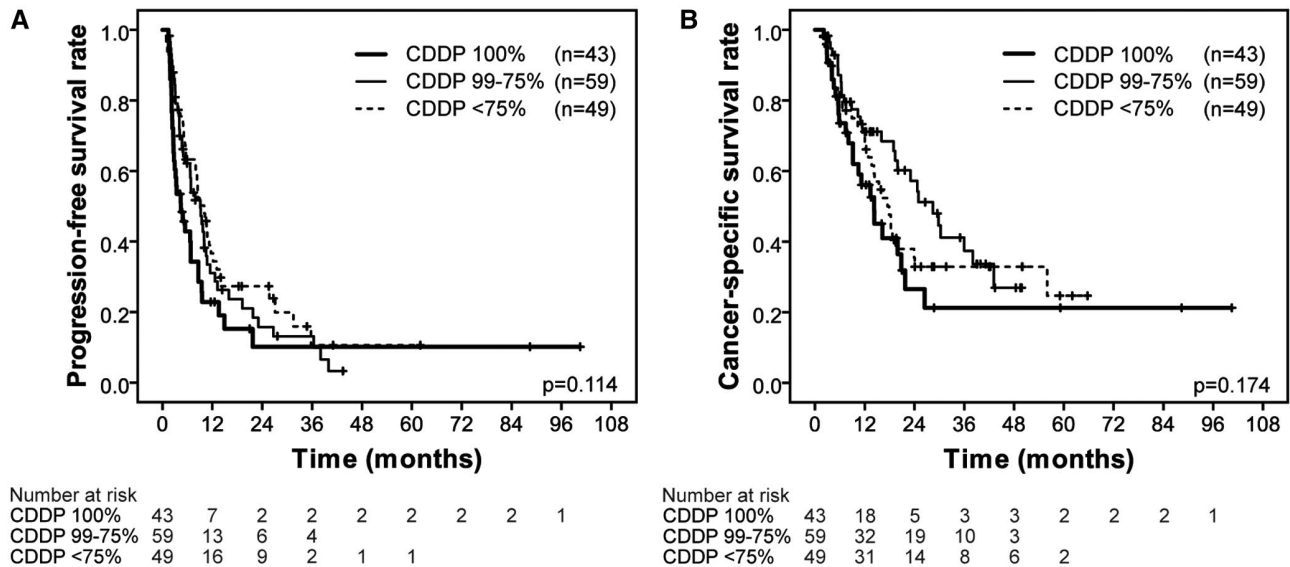 A
Progression-free survival rate
1.0
0.8
0.6
0.4
0.2
0.0
CDDP 100% (n=43)
CDDP 99-75% (n=59)
CDDP <75% (n=49)
p=0.114
0 12 24 36 48 60 72 84 96 108
Time (months)
Number at risk
CDDP 100% 43 7 2 2 2 2 2 2 1
CDDP 99-75% 59 13 6 4
CDDP <75% 49 16 9 2 1 1
B
Cancer-specific survival rate
1.0
0.8
0.6
0.4
0.2
0.0
CDDP 100% (n=43)
CDDP 99-75% (n=59)
CDDP <75% (n=49)
p=0.174
0 12 24 36 48 60 72 84 96 108
Time (months)
Number at risk
CDDP 100% 43 18 5 3 3 2 2 2 1
CDDP 99-75% 59 32 19 10 3
CDDP <75% 49 31 14 8 6 2